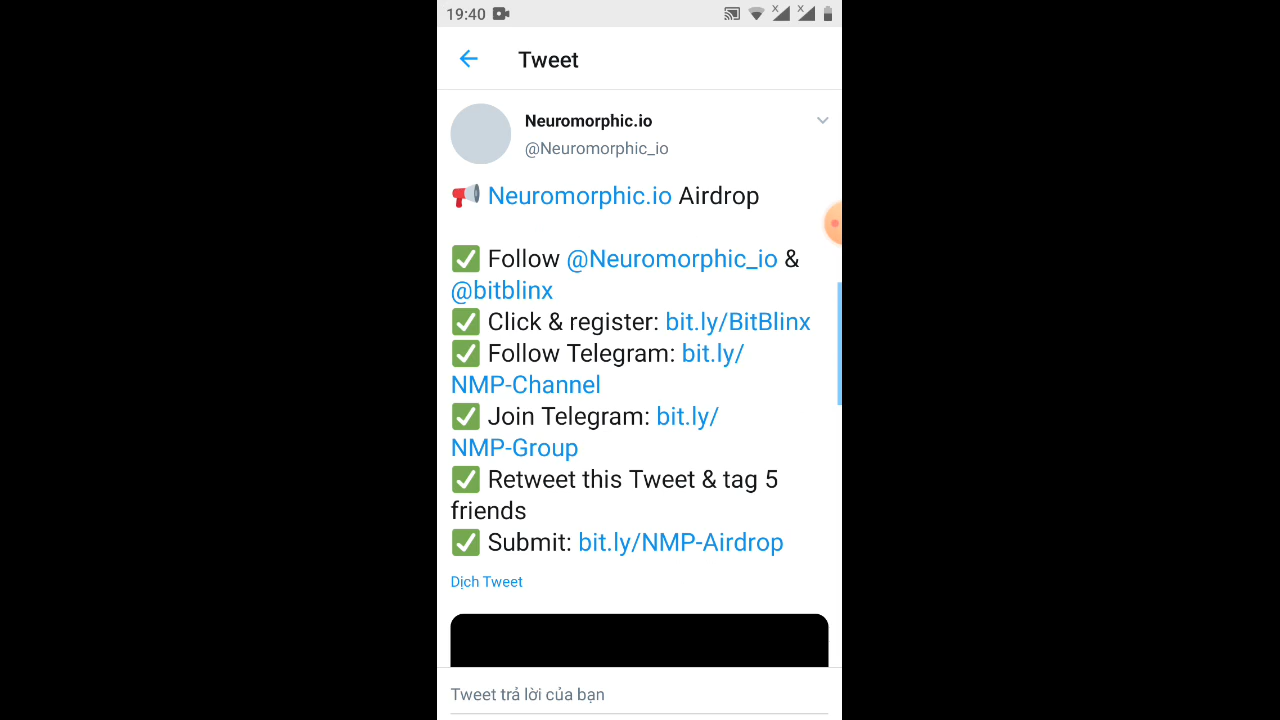 19:40
Tweet
Neuromorphic.io
@Neuromorphic_io
📢 Neuromorphic.io Airdrop
✅ Follow @Neuromorphic_io &
@bitblinx
✅ Click & register: bit.ly/BitBlinx
✅ Follow Telegram: bit.ly/
NMP-Channel
✅ Join Telegram: bit.ly/
NMP-Group
✅ Retweet this Tweet & tag 5
friends
✅ Submit: bit.ly/NMP-Airdrop
Dịch Tweet
Tweet trả lời của bạn